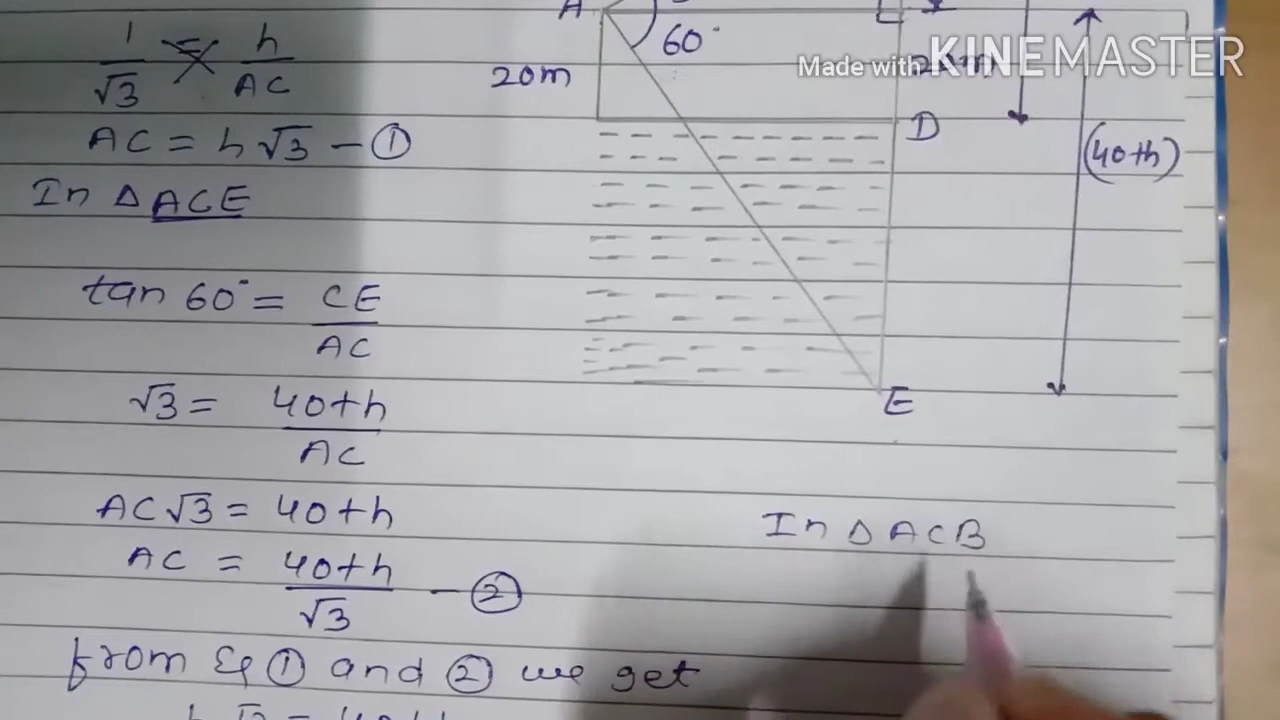 1/√3 = h/AC
AC = h√3 — ①
In △ ACE
tan 60° = CE/AC
√3 = 40+h/AC
AC√3 = 40+h
AC = 40+h/√3 — ②
from Eq ① and ② we get
A
60°
20m
Made with KINEMASTER
D
(40+h)
E
In △ ACB